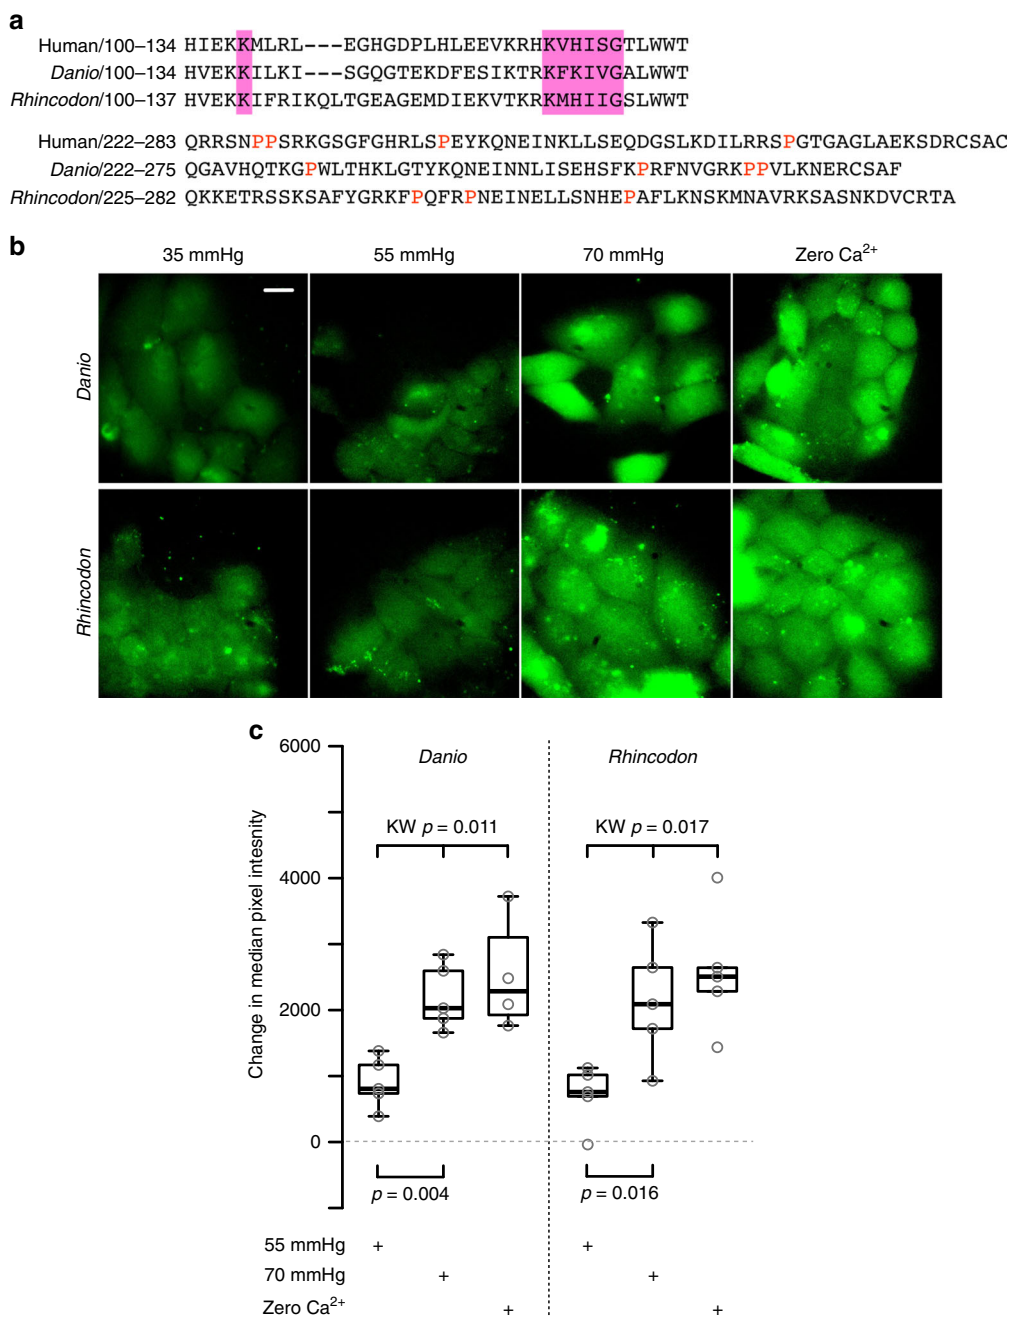 a
Human/100–134 HIEKKMLRL---EGHGDPLHLEEVKRHKVHISGTLWWT
Danio/100–134 HVEKKILKI---SGQGTEKDFESIKTRKFKIVGALWWT
Rhincodon/100–137 HVEKKIFRIKQLTGEAGEMDIEKVTKRKMHIIGSLWWT
Human/222–283 QRRSNPPSRKGSGFGHRLSPEYKQNEINKLLSEQDGSLKDILRRSPGTGAGLAEKSDRCSAC
Danio/222–275 QGAVHQTKGPWLTHKLGTYKQNEINNLISEHSFKPRFNVGRKPPVLKNERCSAF
Rhincodon/225–282 QKKETRSSKSAFYGRKFPQFRPNEINELLSNHEPAFLKNSKMNAVRKSASNKDVCRTA
b
35 mmHg 55 mmHg 70 mmHg Zero Ca2+
Danio
Rhincodon
c
Change in median pixel intesnity
6000
4000
2000
0
Danio Rhincodon
KW p = 0.011 KW p = 0.017
p = 0.004 p = 0.016
55 mmHg + +
70 mmHg + +
Zero Ca2+ + +